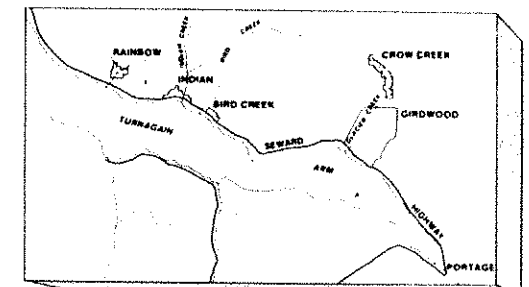 INDIAN CREEK
BIRD CREEK
RAINBOW
CROW CREEK
INDIAN
BIRD CREEK
GLACIER CREEK
GIRDWOOD
TURNAGAIN
SEWARD
ARM
HIGHWAY
PORTAGE